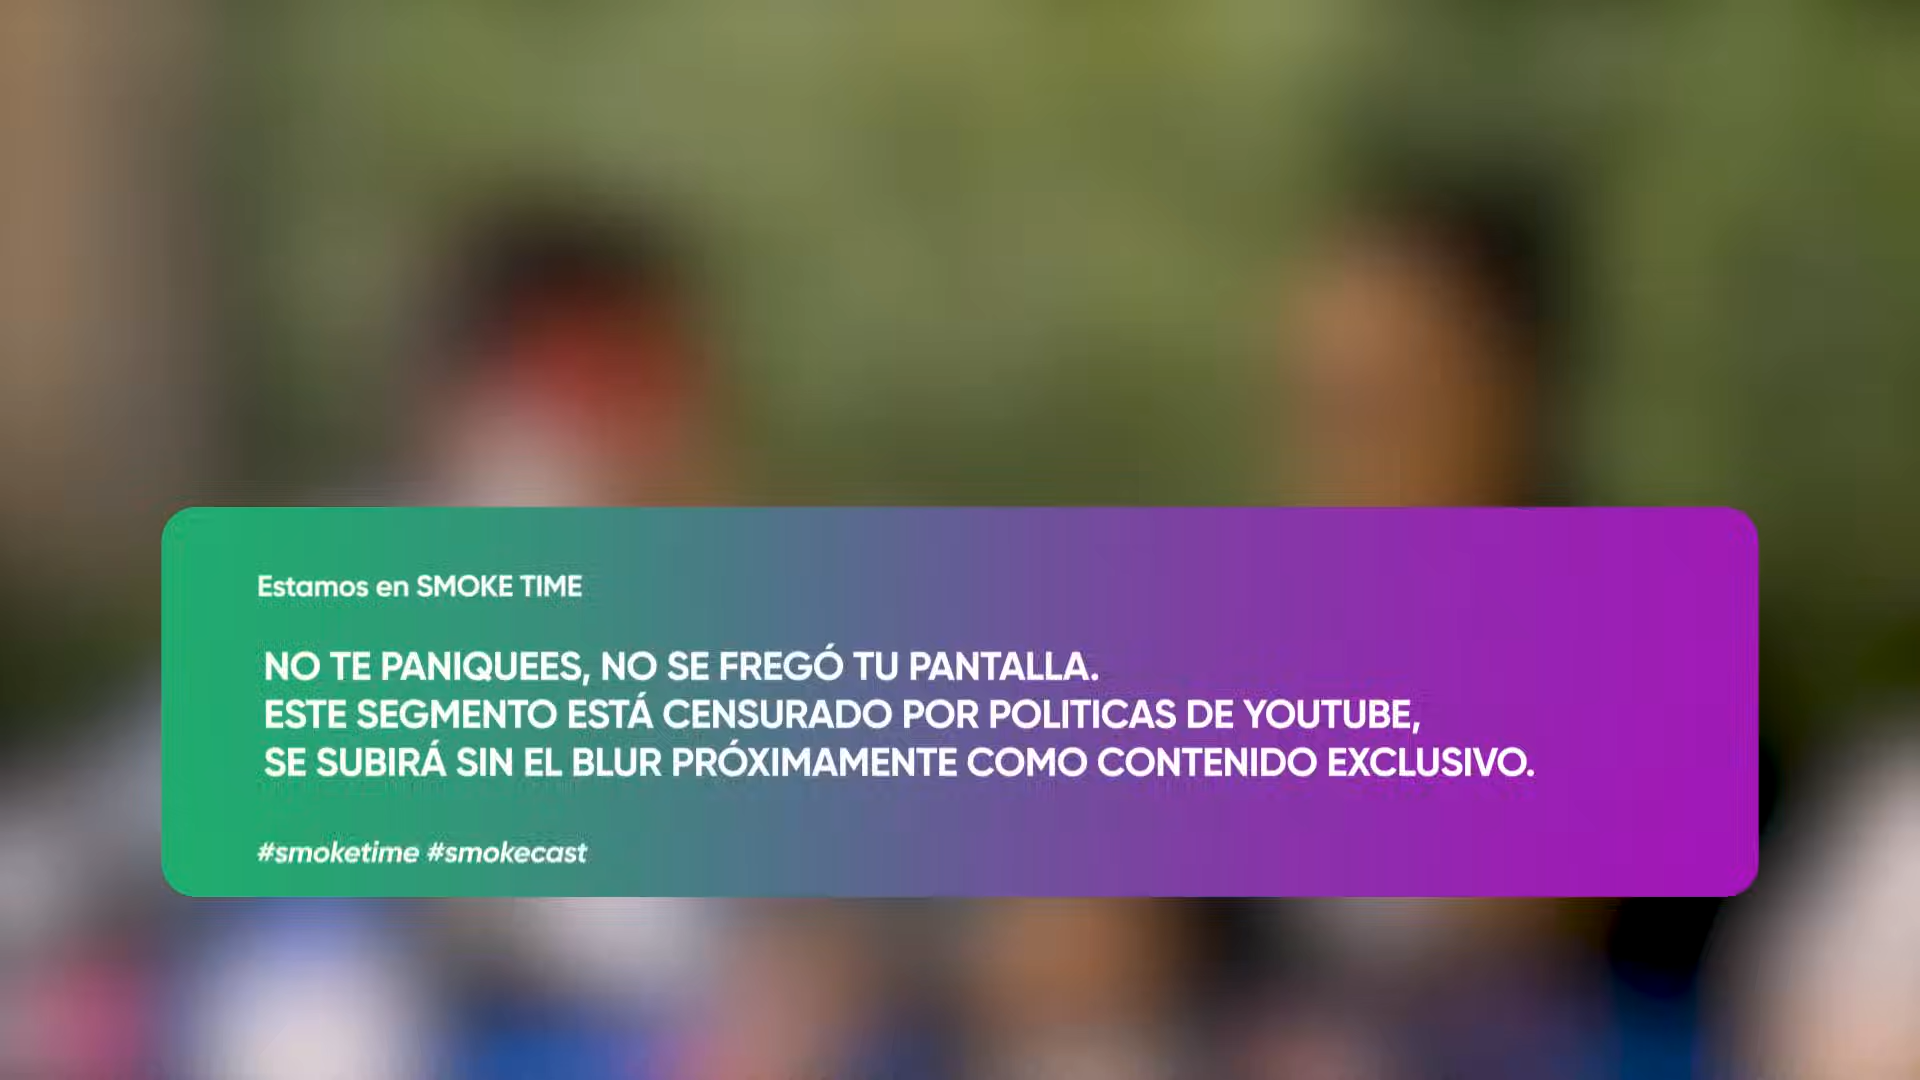 Estamos en SMOKE TIME
NO TE PANIQUEES, NO SE FREGÓ TU PANTALLA.
ESTE SEGMENTO ESTÁ CENSURADO POR POLITICAS DE YOUTUBE,
SE SUBIRÁ SIN EL BLUR PRÓXIMAMENTE COMO CONTENIDO EXCLUSIVO.
#smoketime #smokecast